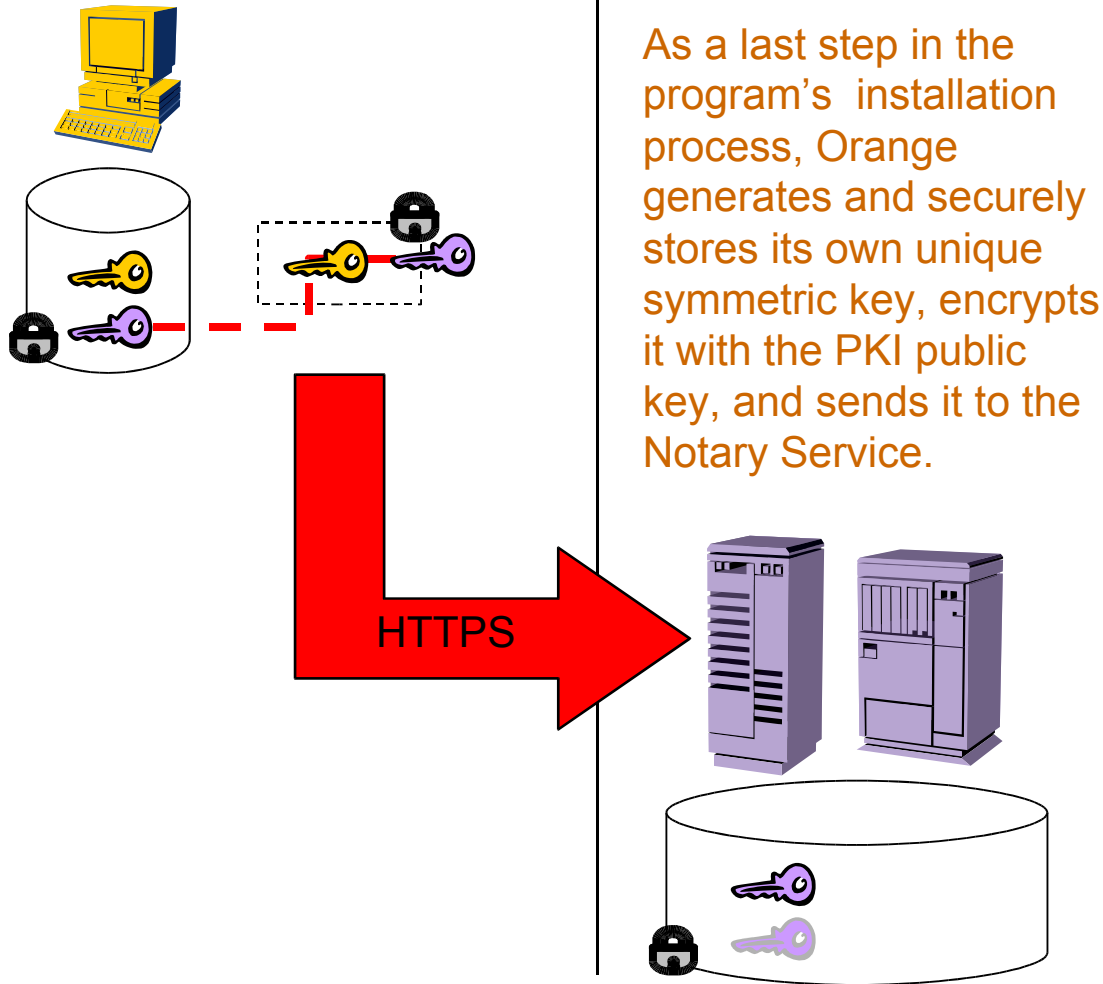 As a last step in the
program’s  installation
process, Orange
generates and securely
stores its own unique
symmetric key, encrypts
it with the PKI public
key, and sends it to the
Notary Service.
HTTPS